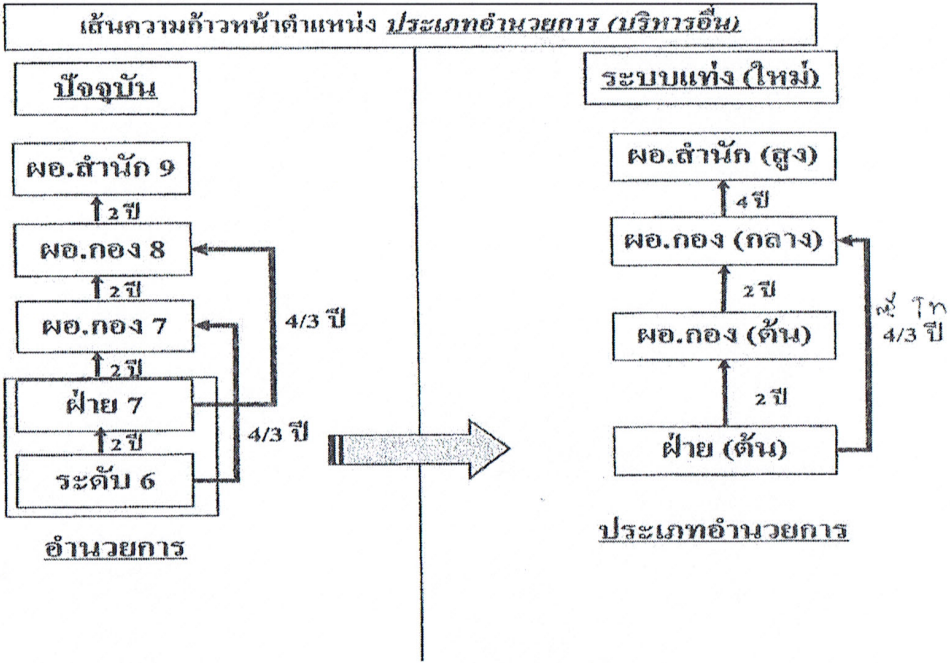 เส้นความก้าวหน้าตำแหน่ง ประเภทอำนวยการ (บริหารอื่น)
ปัจจุบัน
ผอ.สำนัก 9
2 ปี
ผอ.กอง 8
2 ปี
ผอ.กอง 7
4/3 ปี
2 ปี
ฝ่าย 7
2 ปี
4/3 ปี
ระดับ 6
อำนวยการ
ระบบแท่ง (ใหม่)
ผอ.สำนัก (สูง)
4 ปี
ผอ.กอง (กลาง)
2 ปี
โท
4/3 ปี
ผอ.กอง (ต้น)
2 ปี
ฝ่าย (ต้น)
ประเภทอำนวยการ